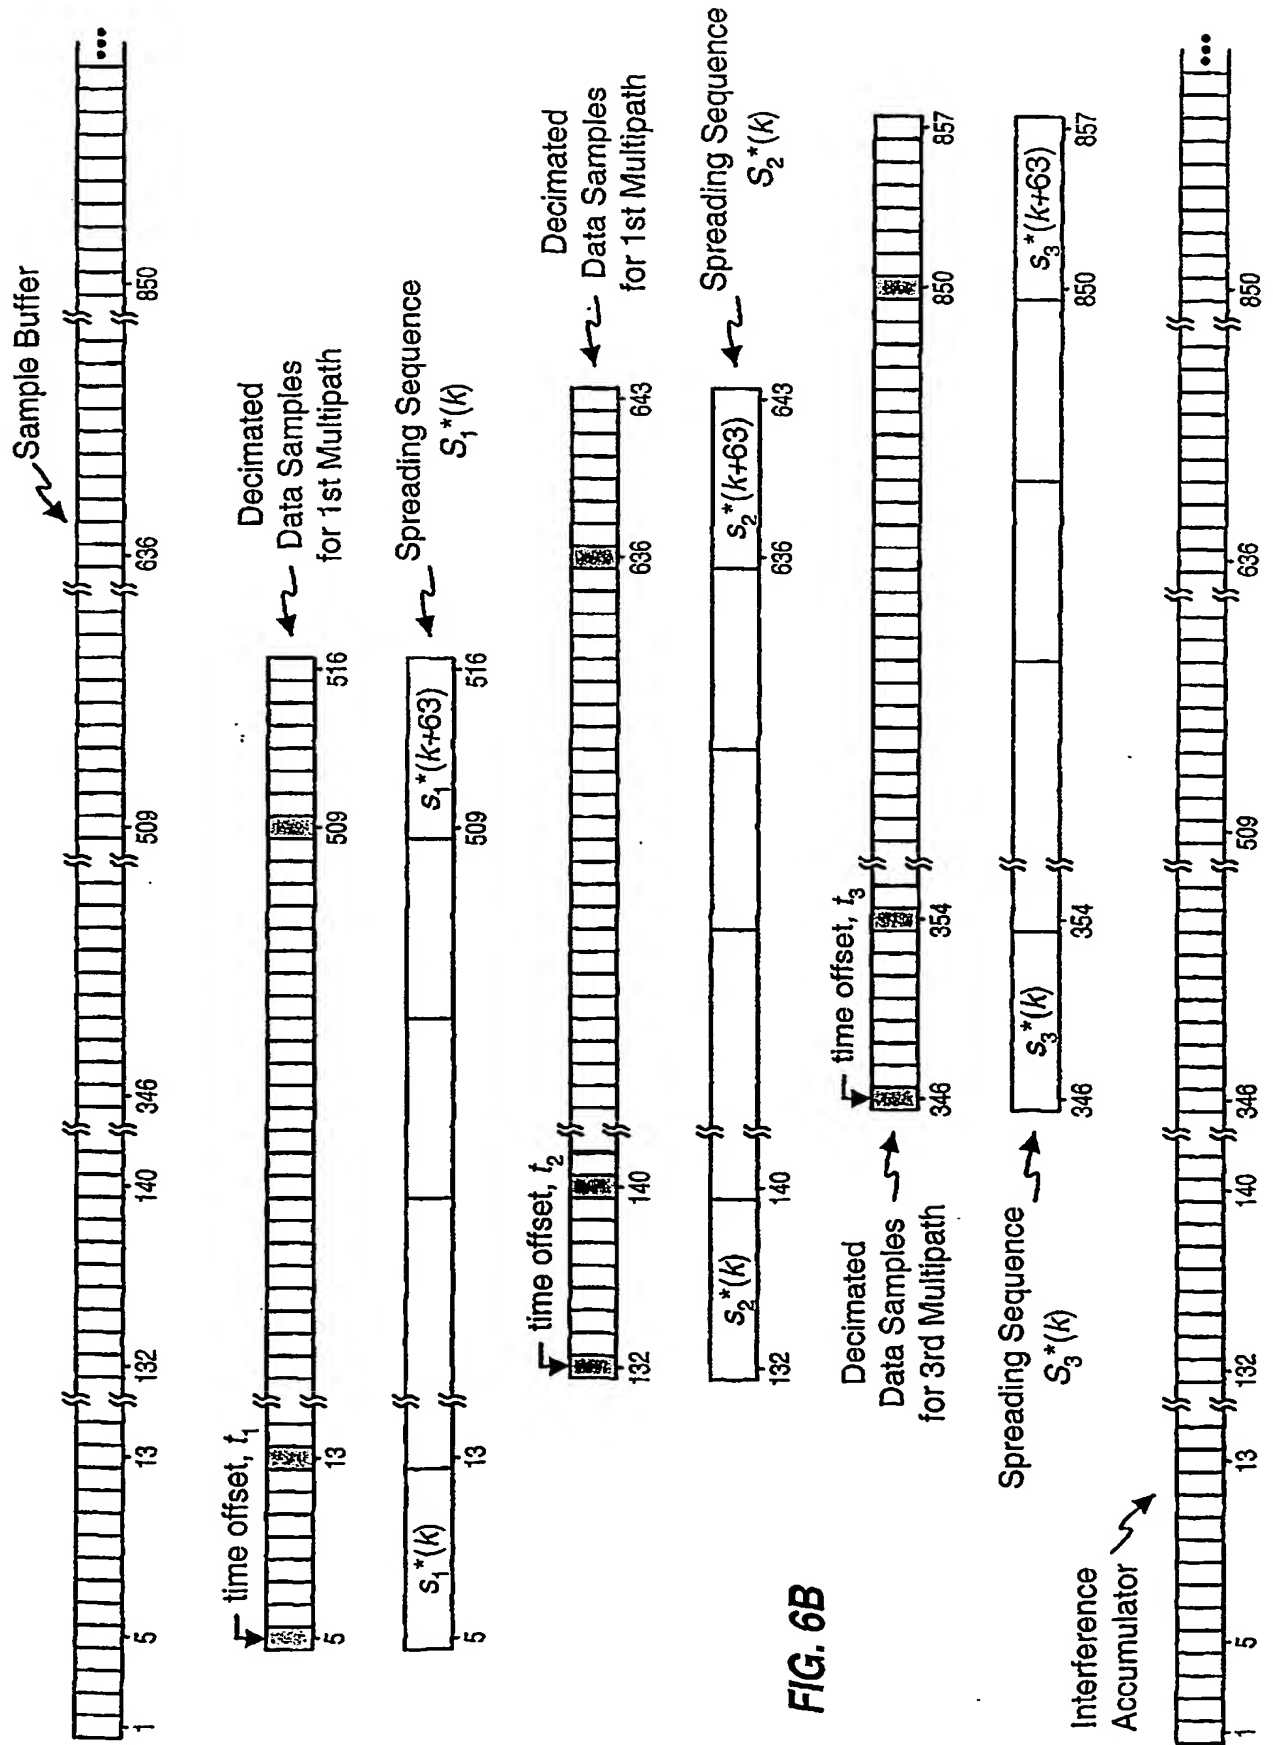 Sample Buffer
1 5 13 132 140 346 509 636 850 •••
time offset, t1
Decimated
Data Samples
for 1st Multipath
5 13 509 516
Spreading Sequence
S1*(k)
s1*(k) s1*(k+63)
5 13 509 516
time offset, t2
Decimated
Data Samples
for 1st Multipath
132 140 636 643
Spreading Sequence
S2*(k)
s2*(k) s2*(k+63)
132 140 636 643
time offset, t3
Decimated
Data Samples
for 3rd Multipath
346 354 850 857
Spreading Sequence
S3*(k)
s3*(k) s3*(k+63)
346 354 850 857
Interference
Accumulator
1 5 13 132 140 346 509 636 850 •••
FIG. 6B